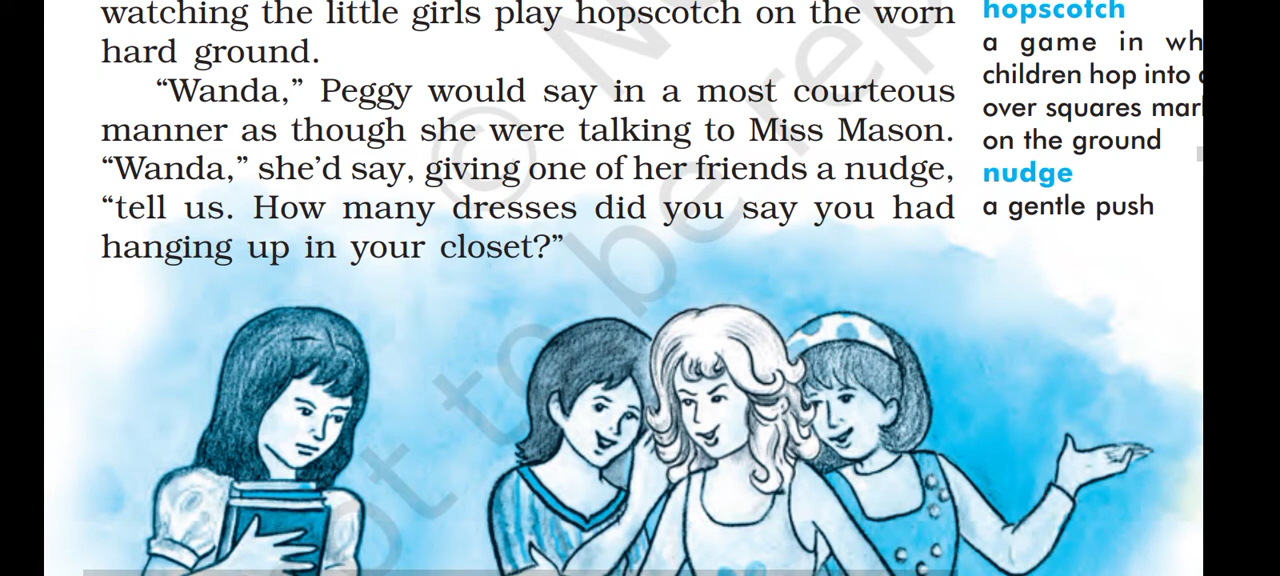 watching the little girls play hopscotch on the worn
hard ground.
“Wanda,” Peggy would say in a most courteous
manner as though she were talking to Miss Mason.
“Wanda,” she’d say, giving one of her friends a nudge,
“tell us. How many dresses did you say you had
hanging up in your closet?”
hopscotch
a game in
children hop into
over squares
on the ground
nudge
a gentle push
©
to be